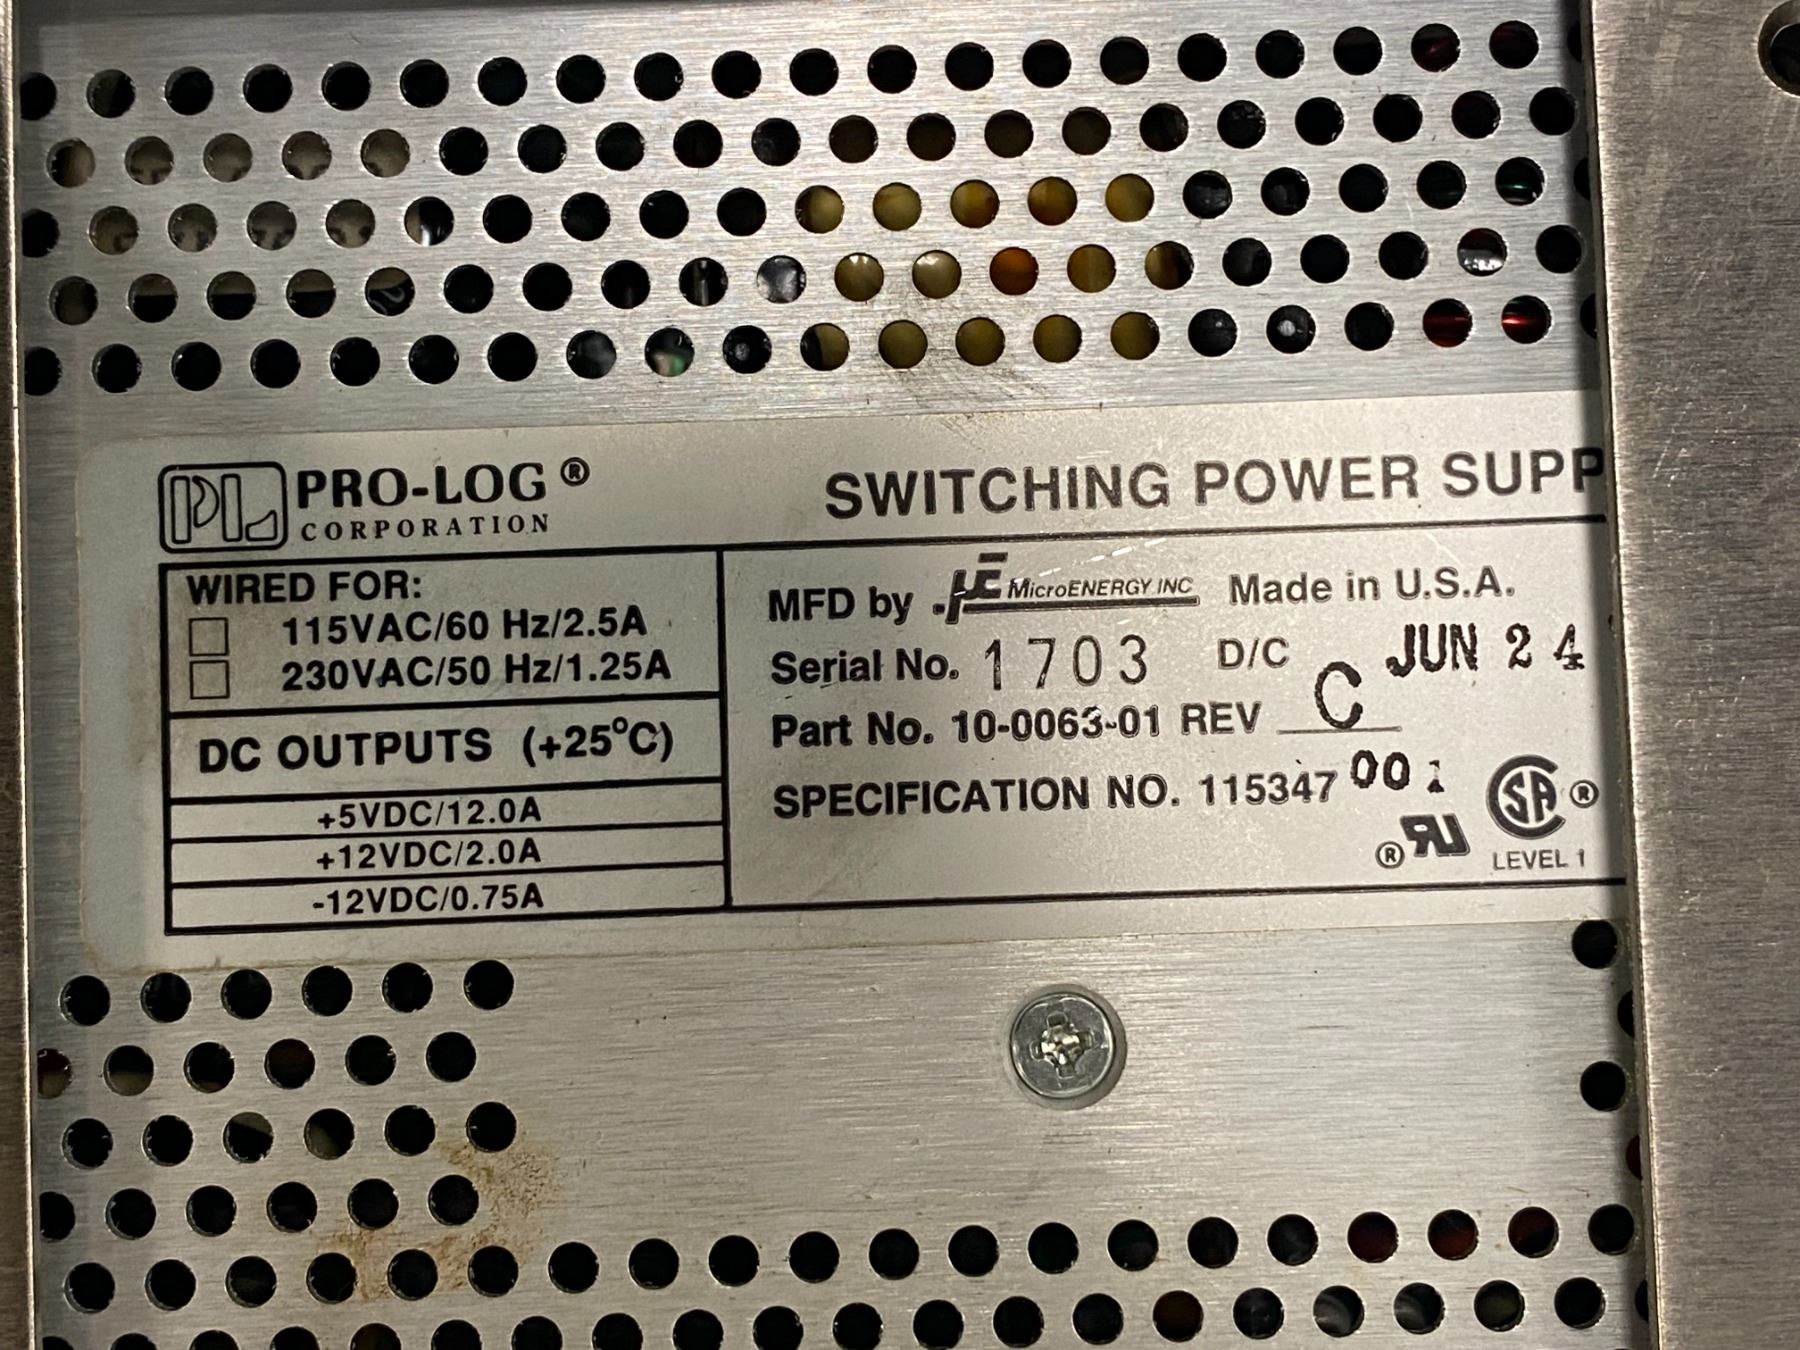 PL PRO-LOG®
CORPORATION
SWITCHING POWER SUPP
WIRED FOR:
115VAC/60 Hz/2.5A
230VAC/50 Hz/1.25A
DC OUTPUTS (+25°C)
+5VDC/12.0A
+12VDC/2.0A
-12VDC/0.75A
MFD by µE MicroENERGY INC Made in U.S.A.
Serial No. 1703 D/C JUN 24
Part No. 10-0063-01 REV C
SPECIFICATION NO. 115347 001
SA®
®RU
LEVEL 1